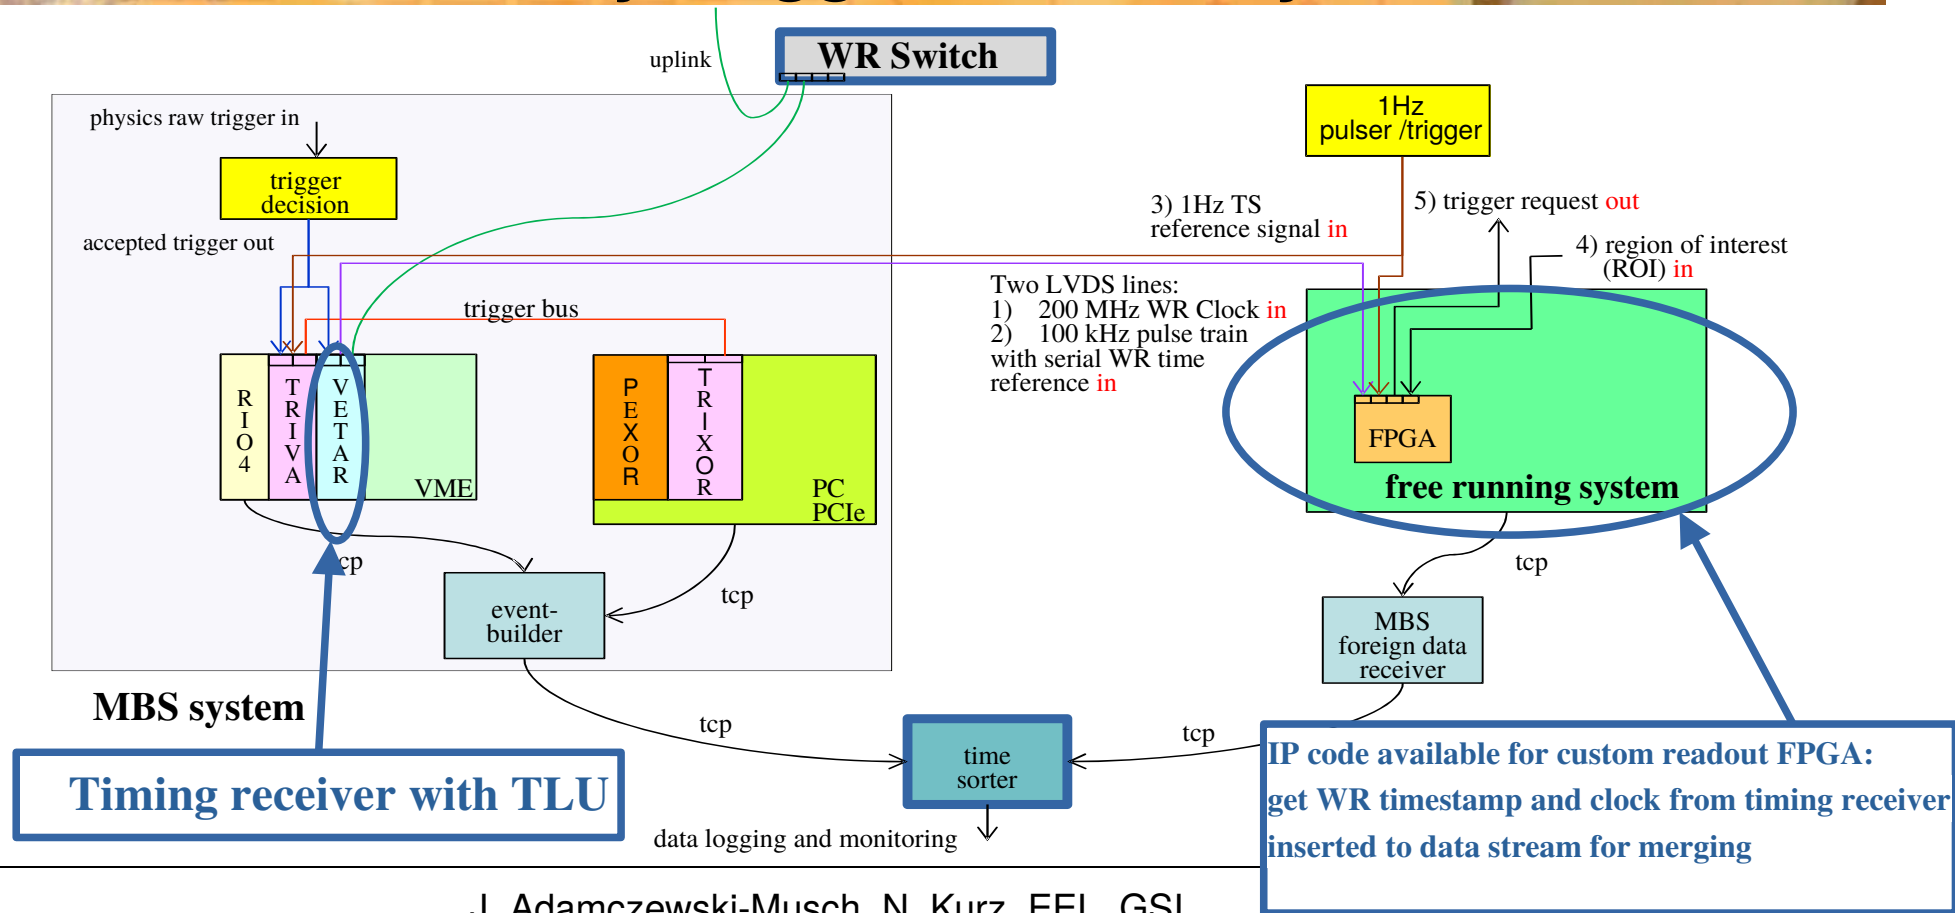 uplink
WR Switch
physics raw trigger in
trigger
decision
accepted trigger out
trigger bus
RIO4
TRIVA
VETAR
VME
PEXOR
TRIXOR
PC
PCIe
tcp
event-
builder
MBS system
Timing receiver with TLU
tcp
time
sorter
data logging and monitoring
1Hz
pulser /trigger
3) 1Hz TS
reference signal in
5) trigger request out
4) region of interest
(ROI) in
Two LVDS lines:
1) 200 MHz WR Clock in
2) 100 kHz pulse train
with serial WR time
reference in
FPGA
free running system
tcp
MBS
foreign data
receiver
tcp
IP code available for custom readout FPGA:
get WR timestamp and clock from timing receiver
inserted to data stream for merging
J. Adamczewski-Musch, N. Kurz, EEL, GSI